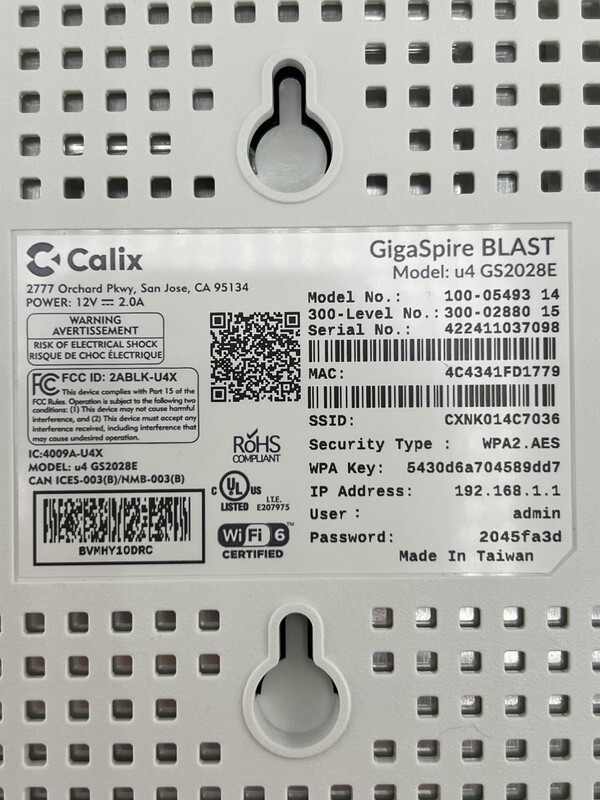 Calix
2777 Orchard Pkwy, San Jose, CA 95134
POWER: 12V ⎓ 2.0A
WARNING
AVERTISSEMENT
RISK OF ELECTRICAL SHOCK
RISQUE DE CHOC ÉLECTRIQUE
FC FCC ID: 2ABLK-U4X
This device complies with Part 15 of the
FCC Rules. Operation is subject to the following two
conditions: (1) This device may not cause harmful
interference, and (2) This device must accept any
interference received, including interference that
may cause undesired operation.
IC:4009A-U4X
MODEL: u4 GS2028E
CAN ICES-003(B)/NMB-003(B)
BVMHY10DRC
RoHS
COMPLIANT
C UL US
LISTED
I.T.E.
E207975
Wi Fi 6™
CERTIFIED
GigaSpire BLAST
Model: u4 GS2028E
Model No.: 100-05493 14
300-Level No.: 300-02880 15
Serial No.: 422411037098
MAC: 4C4341FD1779
SSID: CXNK014C7036
Security Type : WPA2.AES
WPA Key: 5430d6a704589dd7
IP Address: 192.168.1.1
User : admin
Password: 2045fa3d
Made In Taiwan